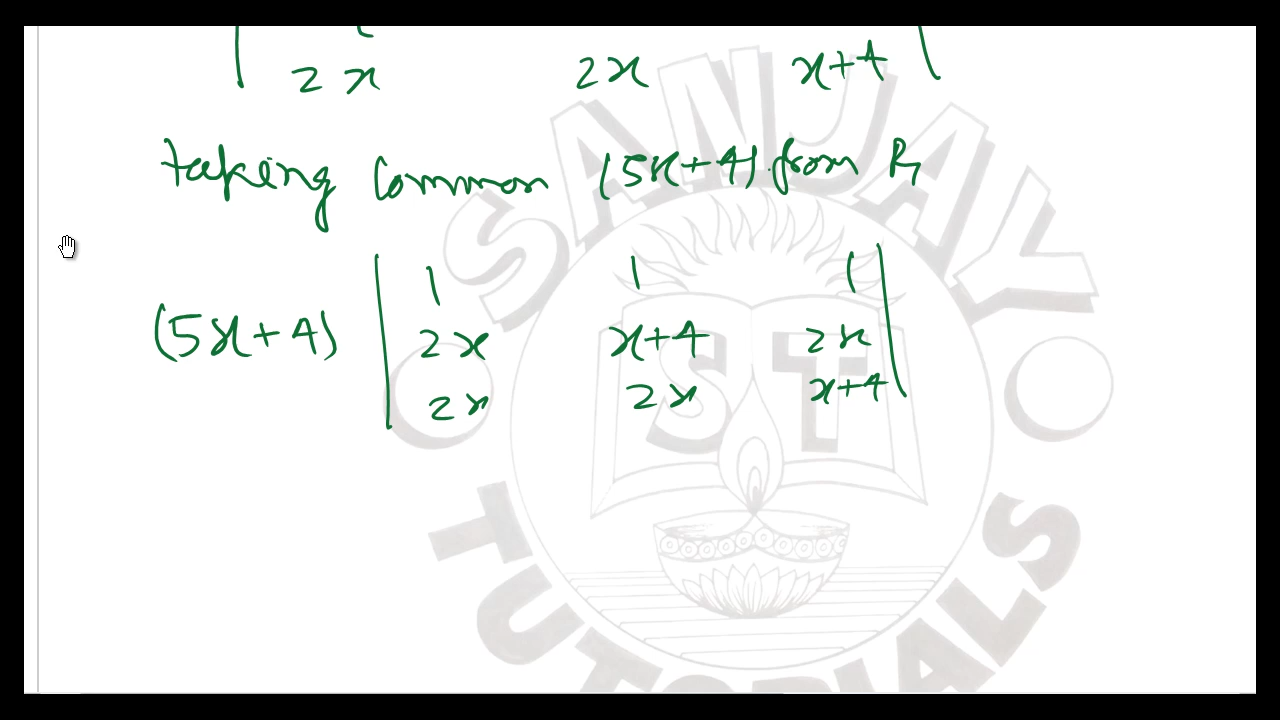 2x 2x x+4
taking common (5x+4) from R₁
1 1 1
(5x+4) 2x x+4 2x
2x 2x x+4
SANJAY
ST
TUTORIALS